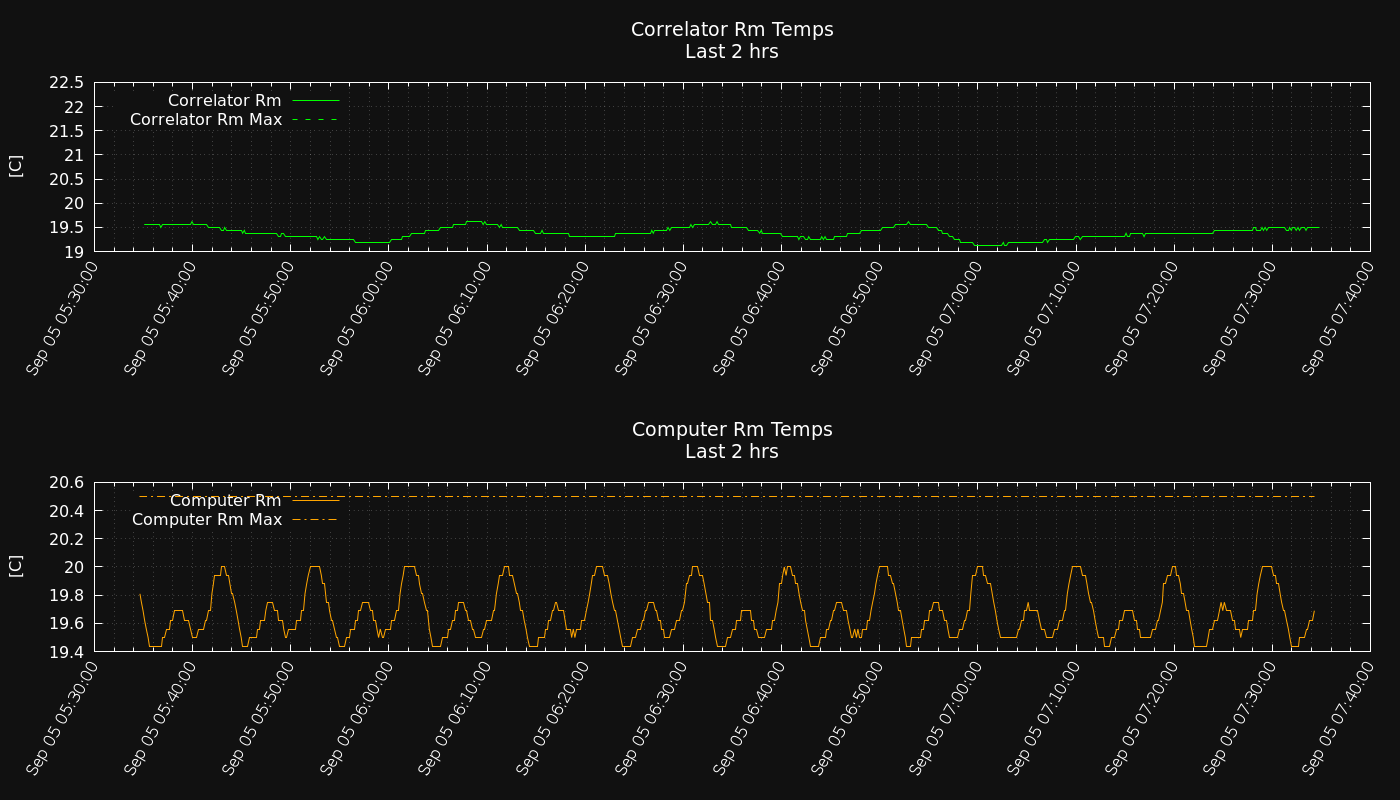 Correlator Rm Temps
Last 2 hrs
22.5
22
21.5
21
20.5
20
19.5
19
[C]
Correlator Rm
Correlator Rm Max
Sep 05 05:30:00
Sep 05 05:40:00
Sep 05 05:50:00
Sep 05 06:00:00
Sep 05 06:10:00
Sep 05 06:20:00
Sep 05 06:30:00
Sep 05 06:40:00
Sep 05 06:50:00
Sep 05 07:00:00
Sep 05 07:10:00
Sep 05 07:20:00
Sep 05 07:30:00
Sep 05 07:40:00
Computer Rm Temps
Last 2 hrs
20.6
20.4
20.2
20
19.8
19.6
19.4
[C]
Computer Rm
Computer Rm Max
Sep 05 05:30:00
Sep 05 05:40:00
Sep 05 05:50:00
Sep 05 06:00:00
Sep 05 06:10:00
Sep 05 06:20:00
Sep 05 06:30:00
Sep 05 06:40:00
Sep 05 06:50:00
Sep 05 07:00:00
Sep 05 07:10:00
Sep 05 07:20:00
Sep 05 07:30:00
Sep 05 07:40:00